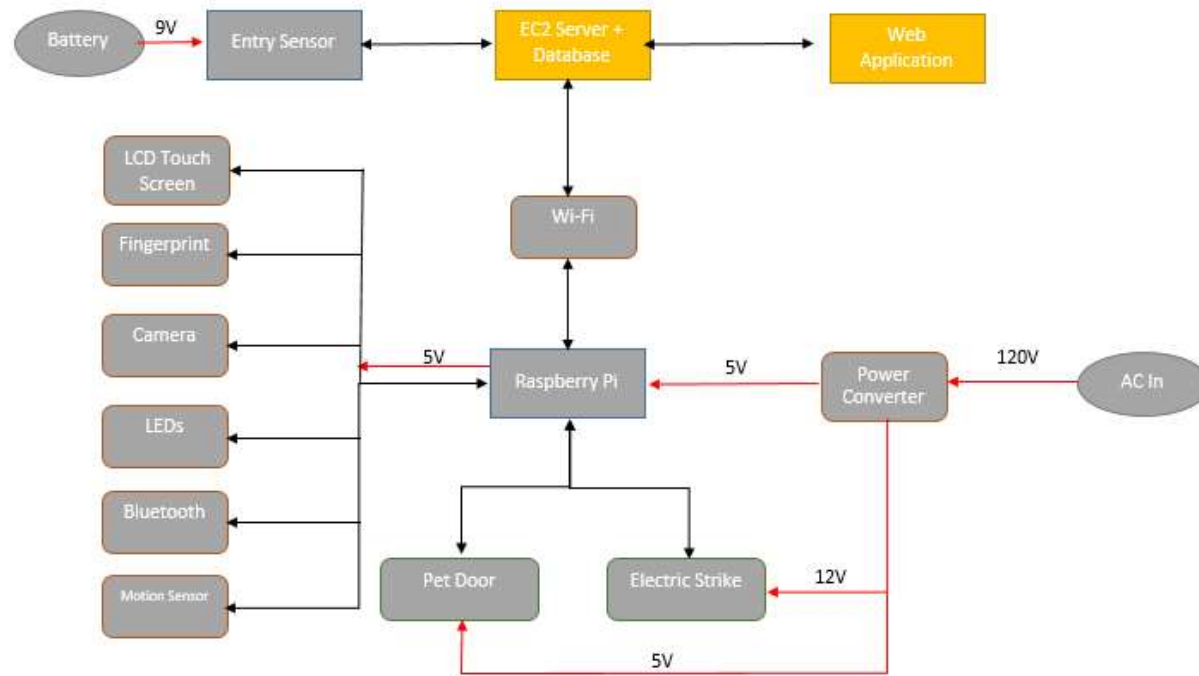 Battery
9V
Entry Sensor
EC2 Server +
Database
Web
Application
LCD Touch
Screen
Fingerprint
Camera
LEDs
Bluetooth
Motion Sensor
Wi-Fi
5V
Raspberry Pi
5V
Power
Converter
120V
AC In
Pet Door
Electric Strike
12V
5V